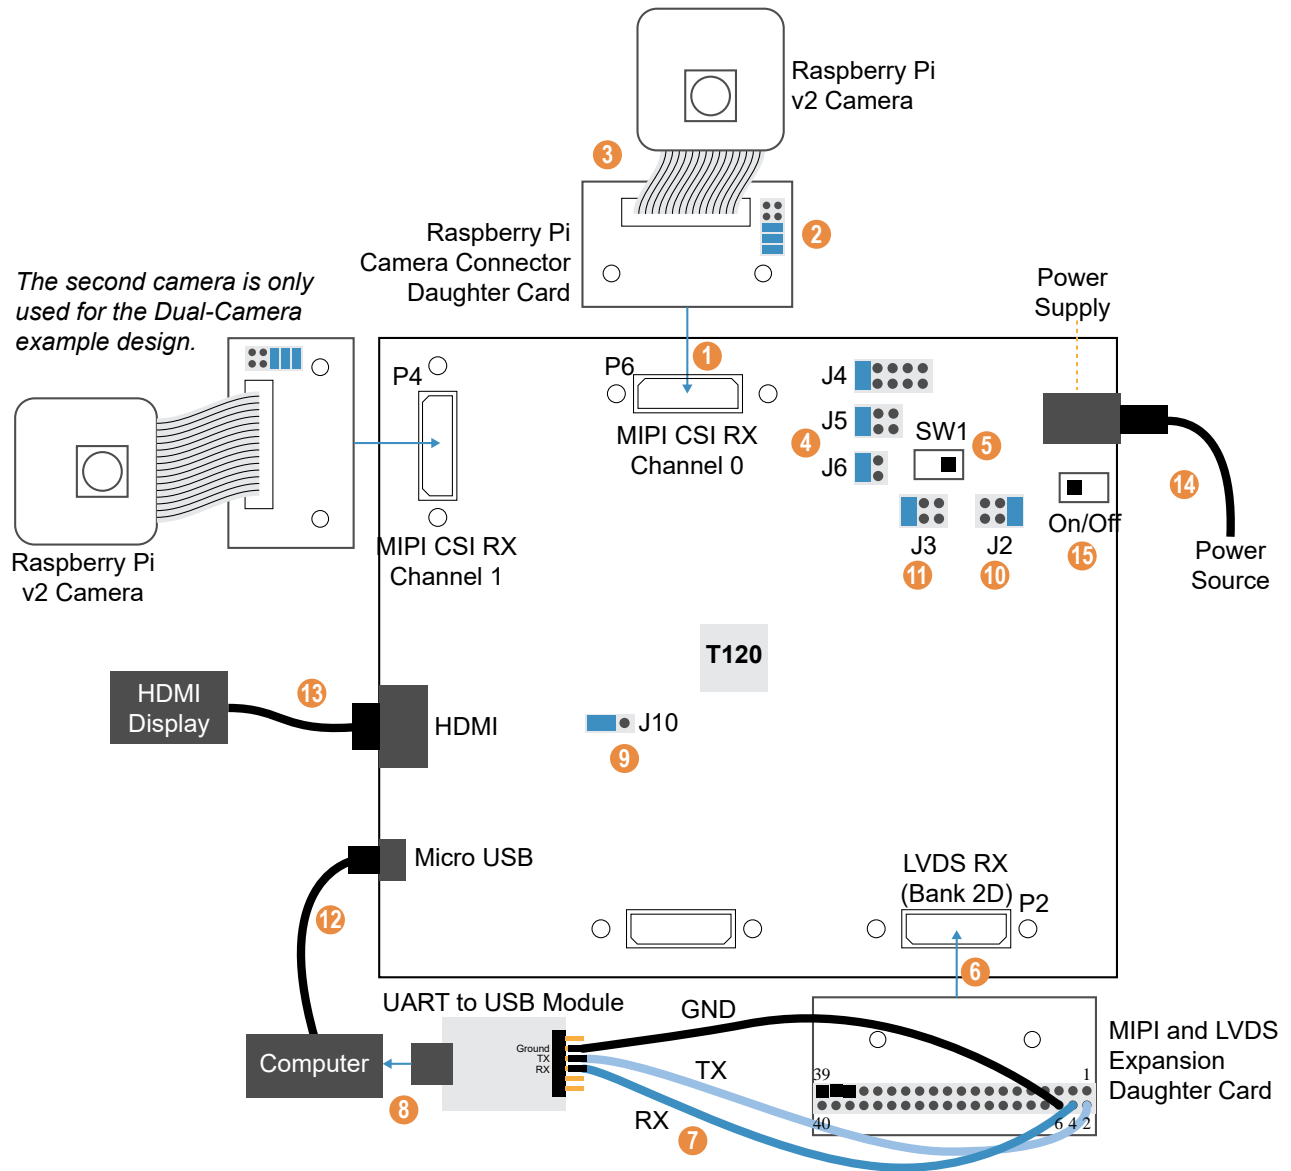 Raspberry Pi
v2 Camera
3
2
Raspberry Pi
Camera Connector
Daughter Card
The second camera is only
used for the Dual-Camera
example design.
Power
Supply
1
P4
P6
MIPI CSI RX
Channel 0
J4
J5
4
J6
SW1
5
14
On/Off
15
J3
11
J2
10
Power
Source
MIPI CSI RX
Channel 1
Raspberry Pi
v2 Camera
T120
HDMI
Display
13
HDMI
J10
9
Micro USB
12
LVDS RX
(Bank 2D)
P2
6
UART to USB Module
GND
Ground
TX
RX
Computer
8
TX
RX
7
39
1
40
6 4 2
MIPI and LVDS
Expansion
Daughter Card